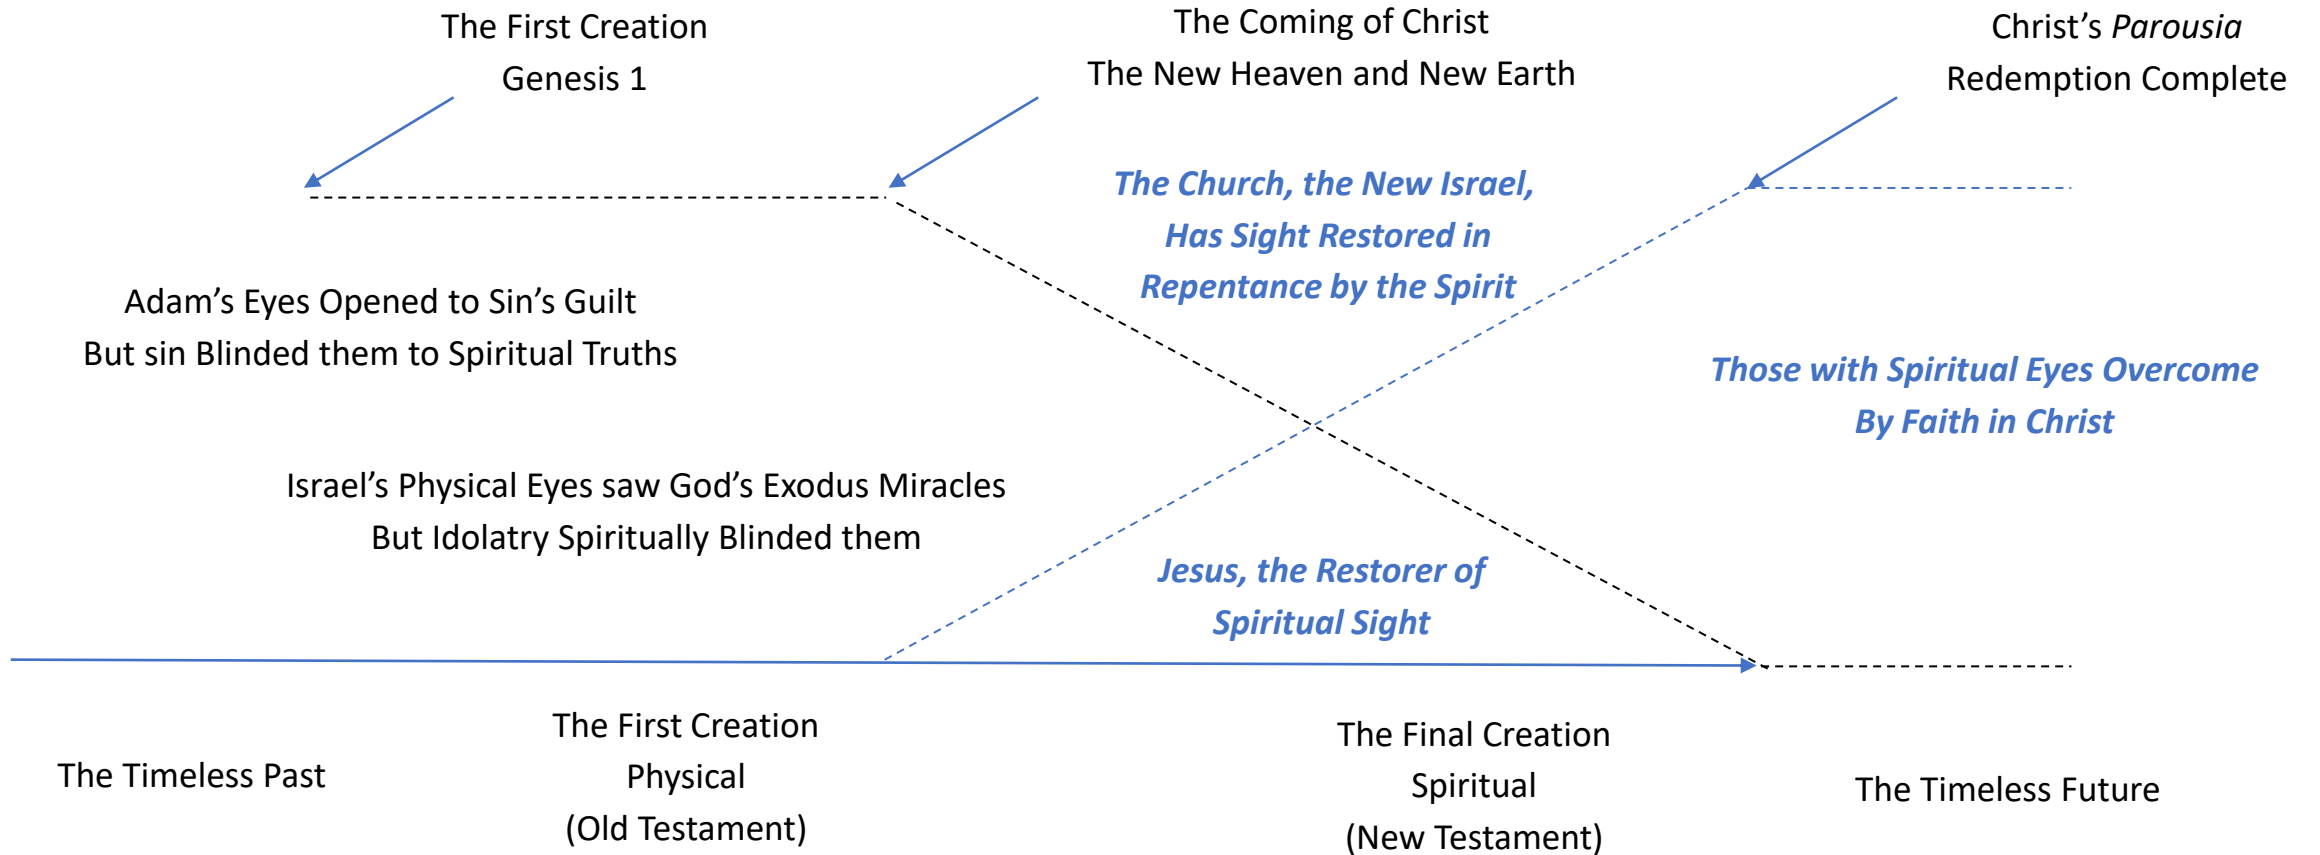 The First Creation
Genesis 1
The Coming of Christ
The New Heaven and New Earth
Christ’s Parousia
Redemption Complete
The Church, the New Israel,
Has Sight Restored in
Repentance by the Spirit
Adam’s Eyes Opened to Sin’s Guilt
But sin Blinded them to Spiritual Truths
Those with Spiritual Eyes Overcome
By Faith in Christ
Israel’s Physical Eyes saw God’s Exodus Miracles
But Idolatry Spiritually Blinded them
Jesus, the Restorer of
Spiritual Sight
The Timeless Past
The First Creation
Physical
(Old Testament)
The Final Creation
Spiritual
(New Testament)
The Timeless Future